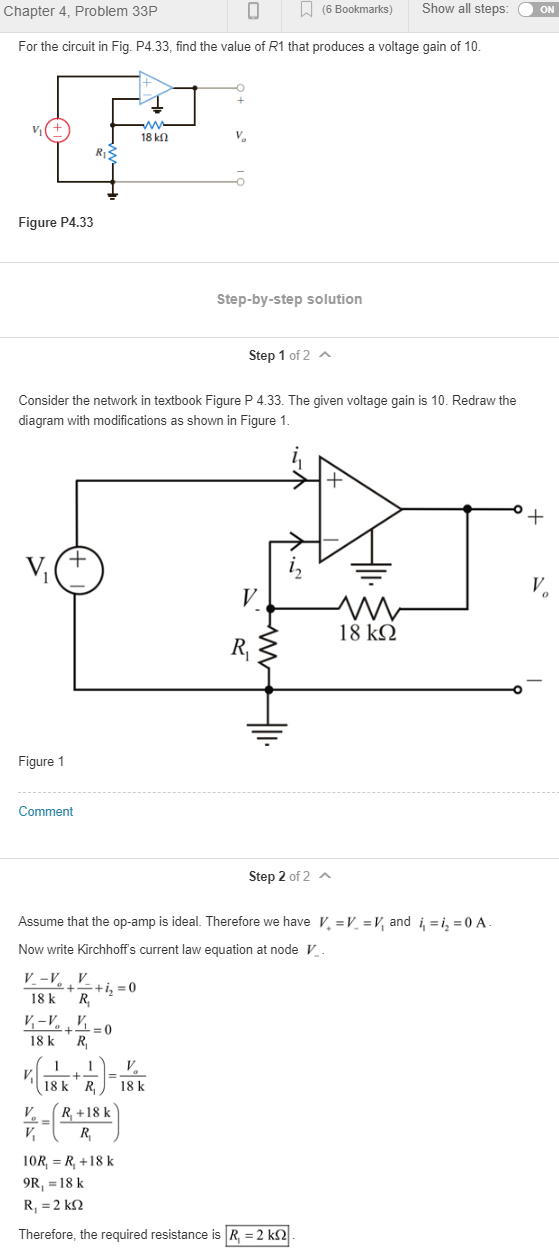 Chapter 4, Problem 33P (6 Bookmarks) Show all steps: ON
For the circuit in Fig. P4.33, find the value of R1 that produces a voltage gain of 10.
+
−
+
V₁ + −
18 kΩ
Vₒ
R₁
−
Figure P4.33
Step-by-step solution
Step 1 of 2
Consider the network in textbook Figure P 4.33. The given voltage gain is 10. Redraw the
diagram with modifications as shown in Figure 1.
i₁
+
+
−
V₁ + −
i₂
Vₒ
V₋
18 kΩ
R₁
−
Figure 1
Comment
Step 2 of 2
Assume that the op-amp is ideal. Therefore we have V₊ = V₋ = V₁ and i₁ = i₂ = 0 A.
Now write Kirchhoff's current law equation at node V₋.
(V₋ − Vₒ)/18 k + V₋/R₁ + i₂ = 0
(V₁ − Vₒ)/18 k + V₁/R₁ = 0
V₁(1/18 k + 1/R₁) = Vₒ/18 k
Vₒ/V₁ = ((R₁ + 18 k)/R₁)
10R₁ = R₁ + 18 k
9R₁ = 18 k
R₁ = 2 kΩ
Therefore, the required resistance is R₁ = 2 kΩ.